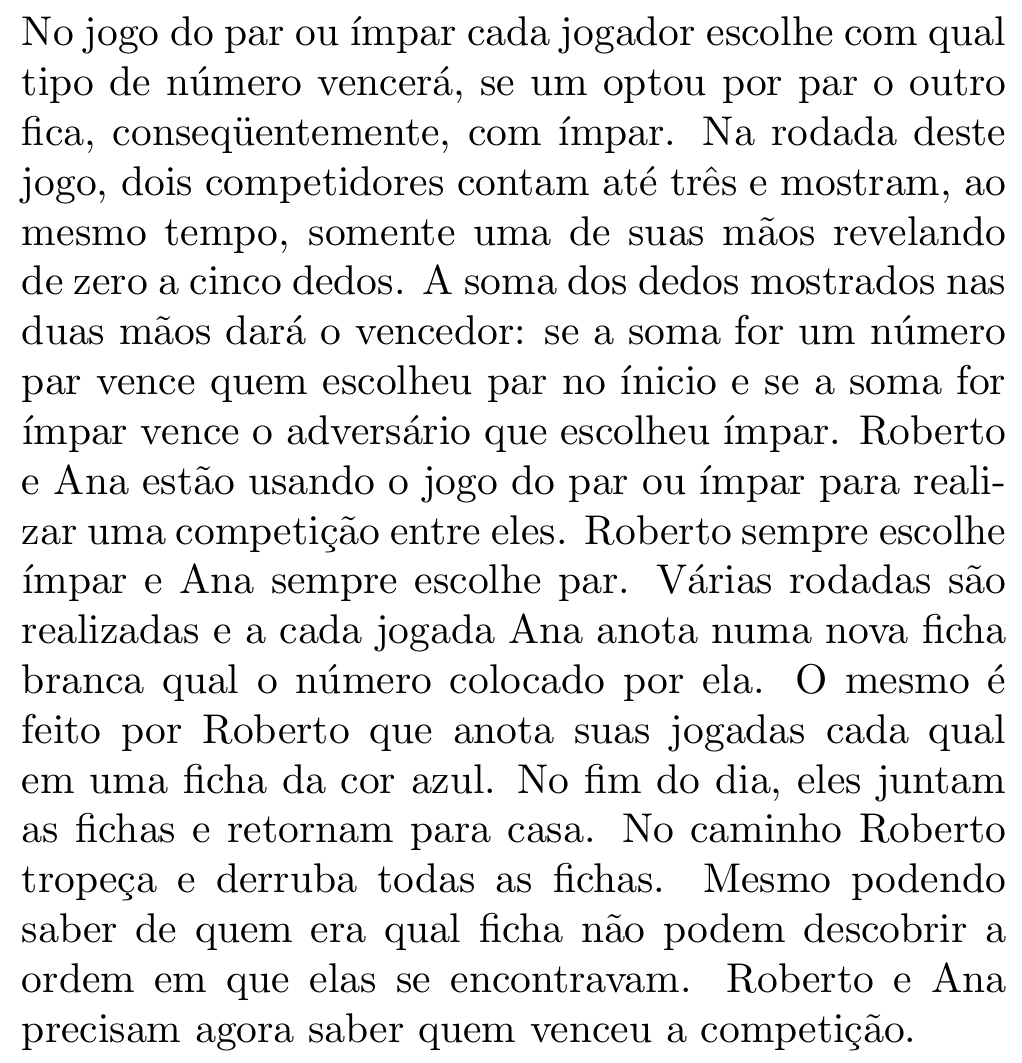 No jogo do par ou ímpar cada jogador escolhe com qual
tipo de número vencerá, se um optou por par o outro
fica, conseqüentemente, com ímpar. Na rodada deste
jogo, dois competidores contam até três e mostram, ao
mesmo tempo, somente uma de suas mãos revelando
de zero a cinco dedos. A soma dos dedos mostrados nas
duas mãos dará o vencedor: se a soma for um número
par vence quem escolheu par no ínicio e se a soma for
ímpar vence o adversário que escolheu ímpar. Roberto
e Ana estão usando o jogo do par ou ímpar para reali-
zar uma competição entre eles. Roberto sempre escolhe
ímpar e Ana sempre escolhe par. Várias rodadas são
realizadas e a cada jogada Ana anota numa nova ficha
branca qual o número colocado por ela. O mesmo é
feito por Roberto que anota suas jogadas cada qual
em uma ficha da cor azul. No fim do dia, eles juntam
as fichas e retornam para casa. No caminho Roberto
tropeça e derruba todas as fichas. Mesmo podendo
saber de quem era qual ficha não podem descobrir a
ordem em que elas se encontravam. Roberto e Ana
precisam agora saber quem venceu a competição.